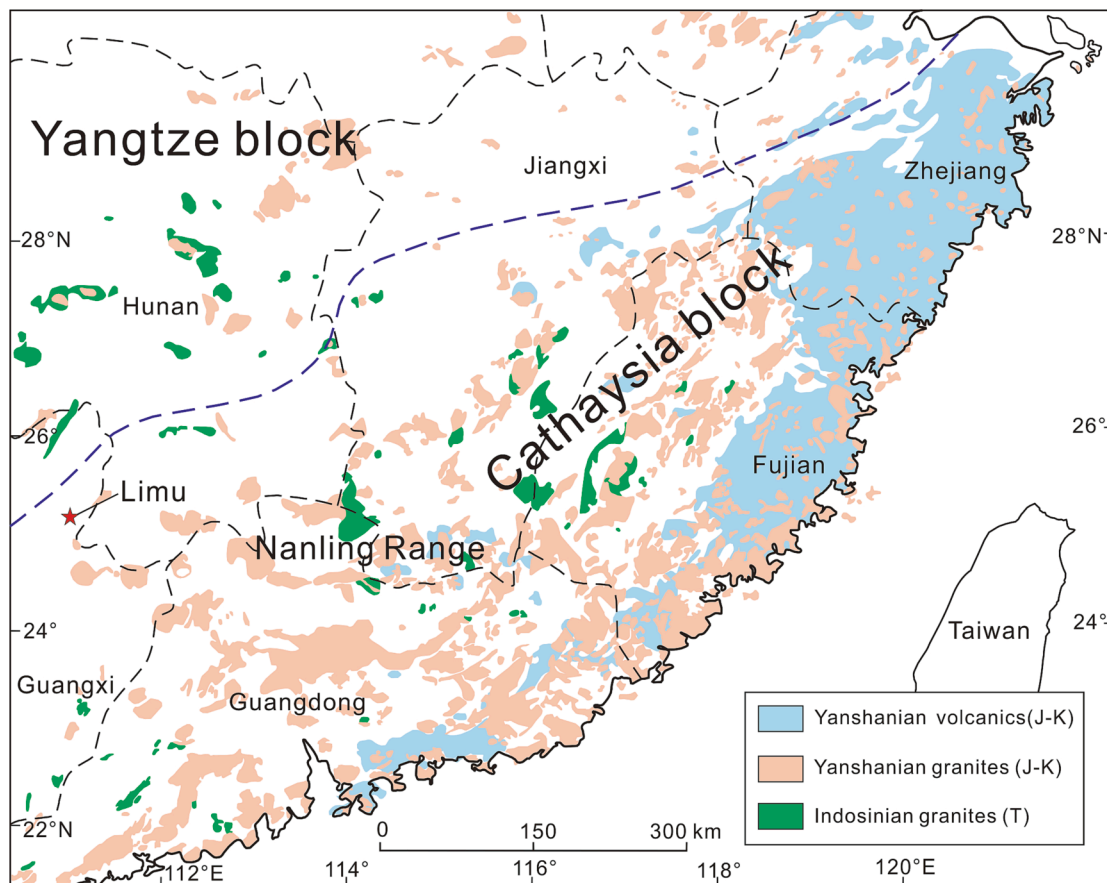 Yangtze block
Jiangxi
Zhejiang
28°N
28°N
Hunan
Cathaysia block
26°
26°
Fujian
Limu
Nanling Range
24°
24°
Taiwan
Guangxi
Guangdong
Yanshanian volcanics(J-K)
Yanshanian granites (J-K)
Indosinian granites (T)
22°N
0 150 300 km
112°E 114° 116° 118° 120°